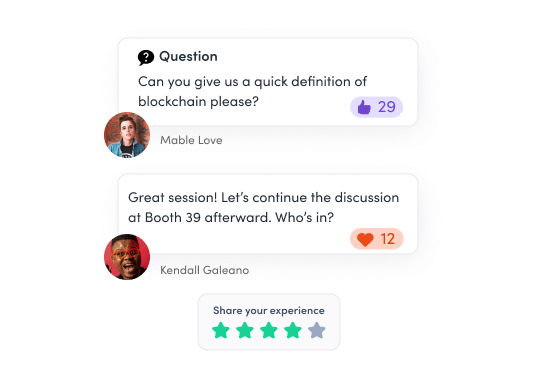 Question
Can you give us a quick definition of
blockchain please?
29
Mable Love
Great session! Let’s continue the discussion
at Booth 39 afterward. Who’s in?
12
Kendall Galeano
Share your experience